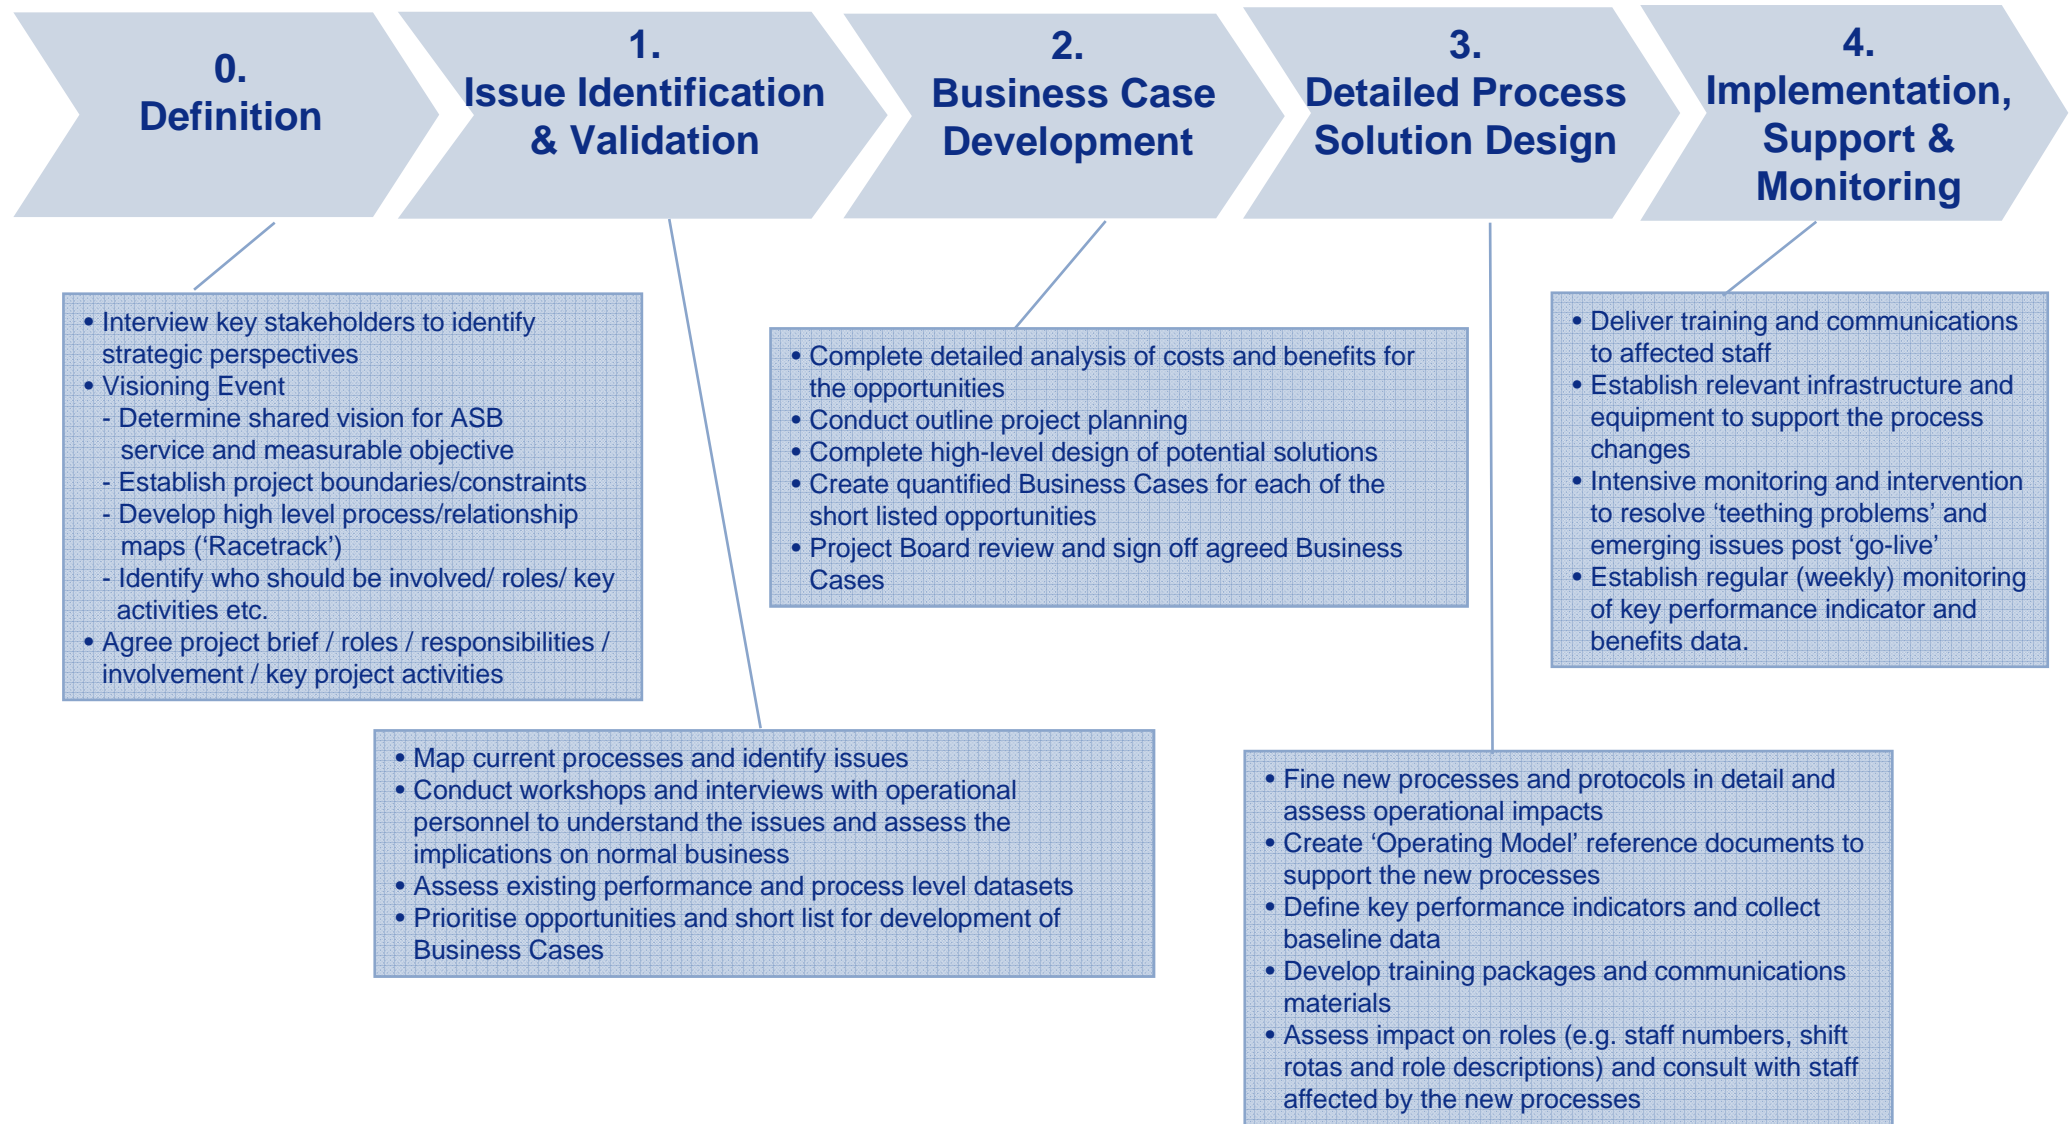 0.
Definition
1.
Issue Identification
& Validation
2.
Business Case
Development
3.
Detailed Process
Solution Design
4.
Implementation,
Support &
Monitoring
• Interview key stakeholders to identify
strategic perspectives
• Visioning Event
- Determine shared vision for ASB
service and measurable objective
- Establish project boundaries/constraints
- Develop high level process/relationship
maps (‘Racetrack’)
- Identify who should be involved/ roles/ key
activities etc.
• Agree project brief / roles / responsibilities /
involvement / key project activities
• Map current processes and identify issues
• Conduct workshops and interviews with operational
personnel to understand the issues and assess the
implications on normal business
• Assess existing performance and process level datasets
• Prioritise opportunities and short list for development of
Business Cases
• Complete detailed analysis of costs and benefits for
the opportunities
• Conduct outline project planning
• Complete high-level design of potential solutions
• Create quantified Business Cases for each of the
short listed opportunities
• Project Board review and sign off agreed Business
Cases
• Fine new processes and protocols in detail and
assess operational impacts
• Create ‘Operating Model’ reference documents to
support the new processes
• Define key performance indicators and collect
baseline data
• Develop training packages and communications
materials
• Assess impact on roles (e.g. staff numbers, shift
rotas and role descriptions) and consult with staff
affected by the new processes
• Deliver training and communications
to affected staff
• Establish relevant infrastructure and
equipment to support the process
changes
• Intensive monitoring and intervention
to resolve ‘teething problems’ and
emerging issues post ‘go-live’
• Establish regular (weekly) monitoring
of key performance indicator and
benefits data.